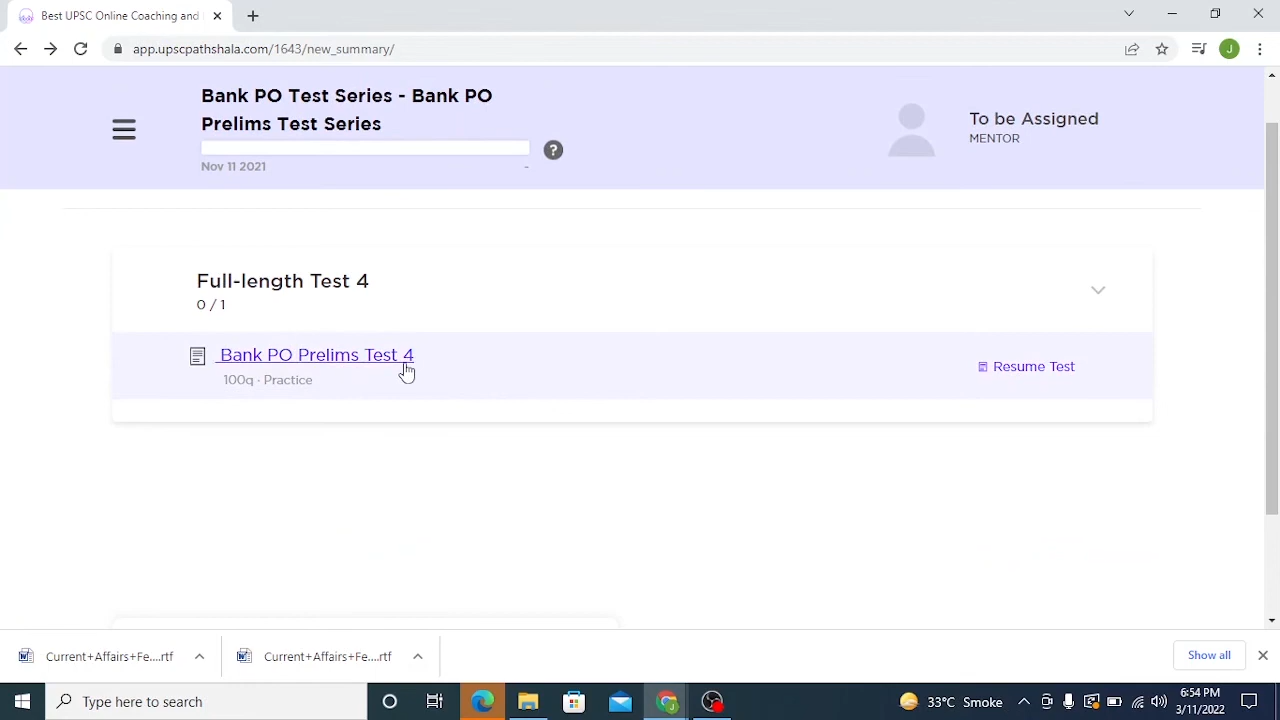 Best UPSC Online Coaching and
app.upscpathshala.com/1643/new_summary/
J
Bank PO Test Series - Bank PO
Prelims Test Series
?
Nov 11 2021
-
To be Assigned
MENTOR
Full-length Test 4
0 / 1
Bank PO Prelims Test 4
100q · Practice
Resume Test
Current+Affairs+Fe....rtf
Current+Affairs+Fe....rtf
Show all
Type here to search
33°C Smoke
6:54 PM
3/11/2022